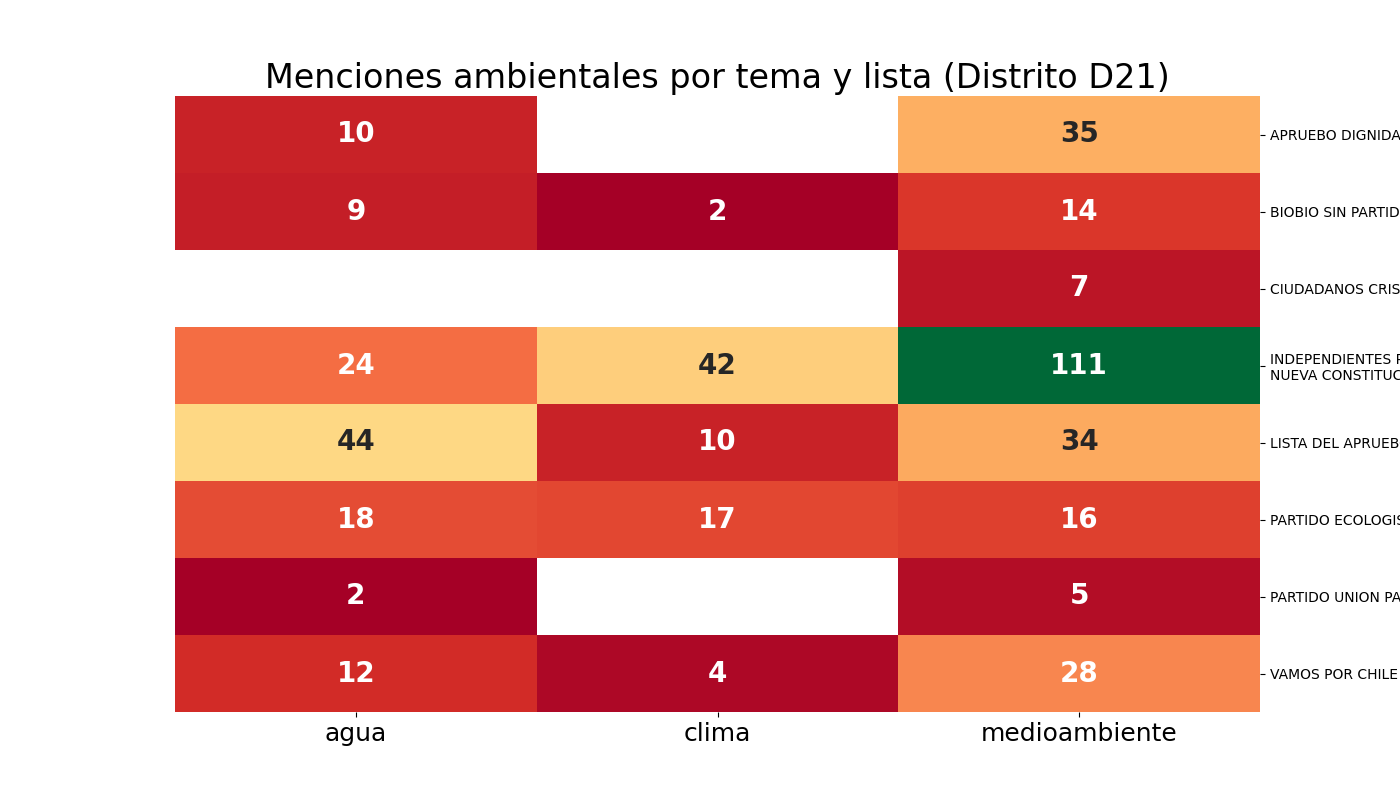 Menciones ambientales por tema y lista (Distrito D21)
10 35 APRUEBO DIGNIDA
9 2 14 BIOBIO SIN PARTID
7 CIUDADANOS CRIS
24 42 111 INDEPENDIENTES
NUEVA CONSTITUC
44 10 34 LISTA DEL APRUEB
18 17 16 PARTIDO ECOLOGIS
2 5 PARTIDO UNION PA
12 4 28 VAMOS POR CHILE
agua clima medioambiente